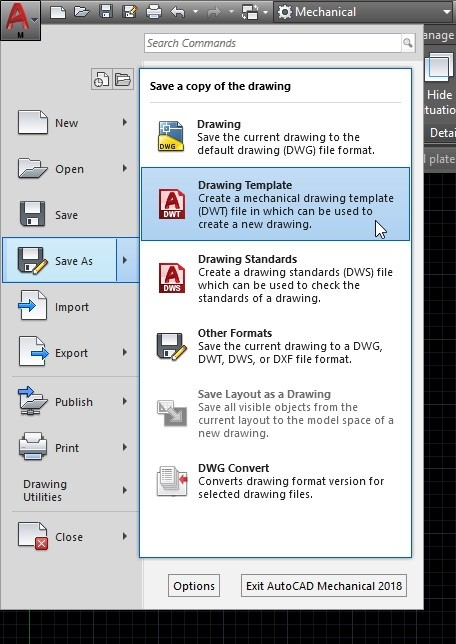 A
M
Mechanical
Search Commands
anage
Hide
ituation
Detai
l plate
Save a copy of the drawing
New
Open
Save
Save As
Import
Export
Publish
Print
Drawing
Utilities
Close
Drawing
Save the current drawing to the
default drawing (DWG) file format.
DWG
Drawing Template
Create a mechanical drawing template
(DWT) file in which can be used to
create a new drawing.
A
DWT
Drawing Standards
Create a drawing standards (DWS) file
which can be used to check the
standards of a drawing.
A
DWS
Other Formats
Save the current drawing to a DWG,
DWT, DWS, or DXF file format.
Save Layout as a Drawing
Save all visible objects from the
current layout to the model space of a
new drawing.
DWG Convert
Converts drawing format version for
selected drawing files.
Options
Exit AutoCAD Mechanical 2018